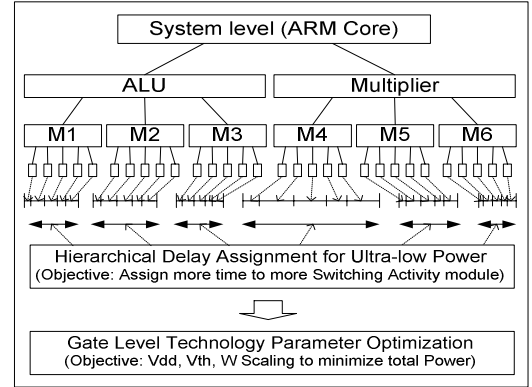 System level (ARM Core)
ALU
Multiplier
M1
M2
M3
M4
M5
M6
Hierarchical Delay Assignment for Ultra-low Power
(Objective: Assign more time to more Switching Activity module)
Gate Level Technology Parameter Optimization
(Objective: Vdd, Vth, W Scaling to minimize total Power)